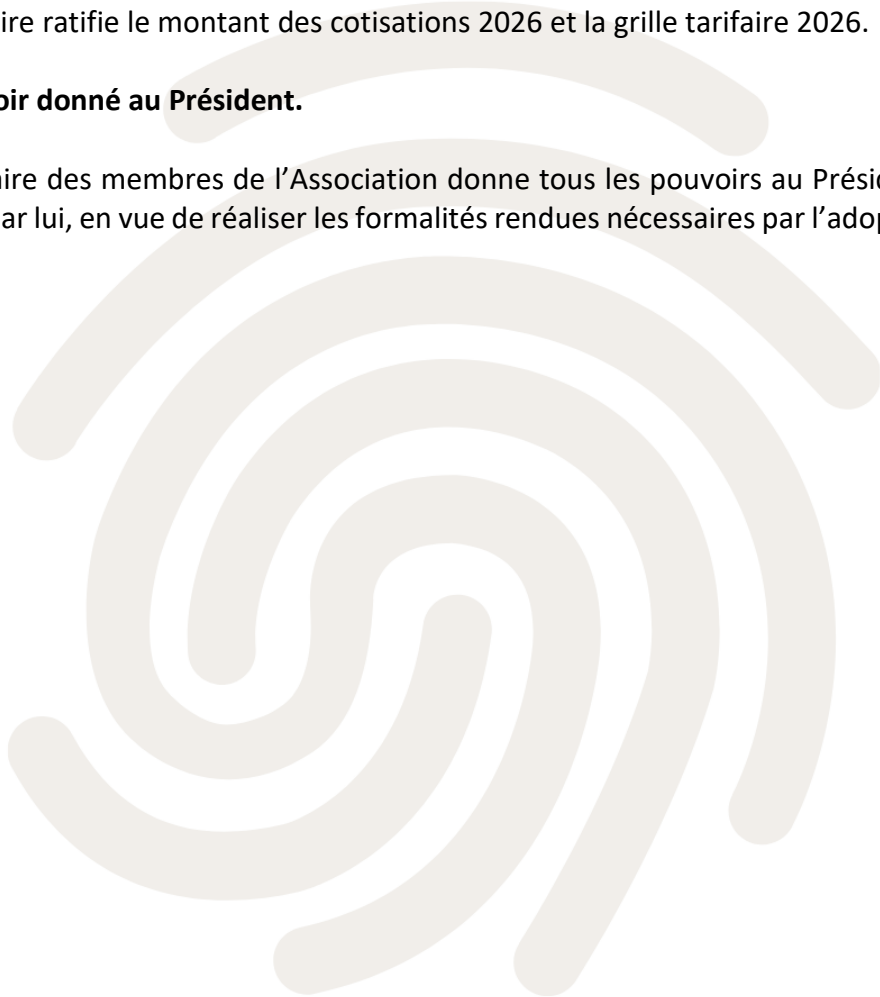 ire ratifie le montant des cotisations 2026 et la grille tarifaire 2026.
oir donné au Président.
ire des membres de l’Association donne tous les pouvoirs au Prési
ar lui, en vue de réaliser les formalités rendues nécessaires par l’ado